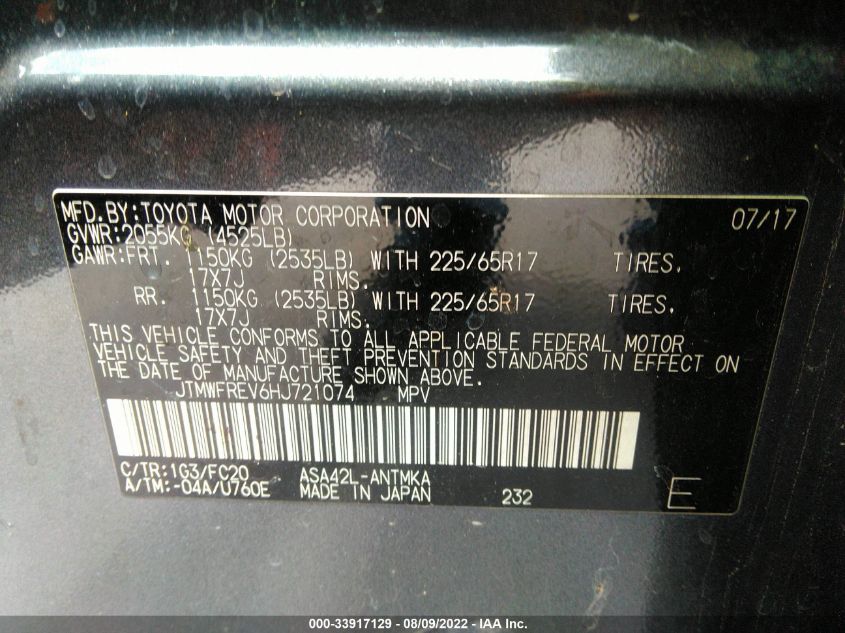 MFD.BY:TOYOTA MOTOR CORPORATION 07/17
GVWR:2055KG (4525LB)
GAWR:FRT. 1150KG (2535LB) WITH 225/65R17 TIRES,
17X7J RIMS.
RR. 1150KG (2535LB) WITH 225/65R17 TIRES,
17X7J RIMS.
THIS VEHICLE CONFORMS TO ALL APPLICABLE FEDERAL MOTOR
VEHICLE SAFETY AND THEFT PREVENTION STANDARDS IN EFFECT ON
THE DATE OF MANUFACTURE SHOWN ABOVE.
JTMWFREV6HJ721074 MPV
C/TR:1G3/FC20 ASA42L-ANTMKA
A/TM:-04A/U760E MADE IN JAPAN 232 E
000-33917129 - 08/09/2022 - IAA Inc.